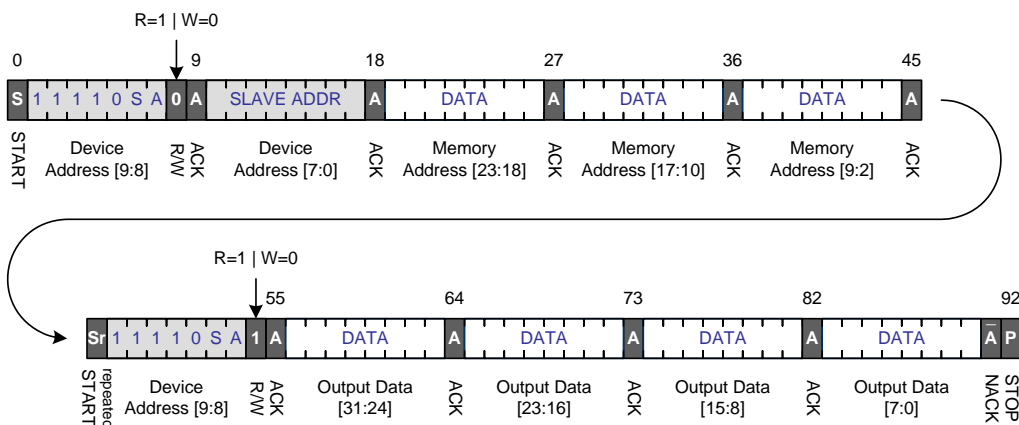 R=1 | W=0
0 9 18 27 36 45
S 1 1 1 1 0 S A 0 A SLAVE ADDR A DATA A DATA A DATA A
START
Device
Address [9:8]
R/W
ACK
Device
Address [7:0]
ACK
Memory
Address [23:18]
ACK
Memory
Address [17:10]
ACK
Memory
Address [9:2]
ACK
R=1 | W=0
55 64 73 82 92
Sr 1 1 1 1 0 S A 1 A DATA A DATA A DATA A DATA A̅ P
repeated
START
Device
Address [9:8]
R/W
ACK
Output Data
[31:24]
ACK
Output Data
[23:16]
ACK
Output Data
[15:8]
ACK
Output Data
[7:0]
NACK
STOP